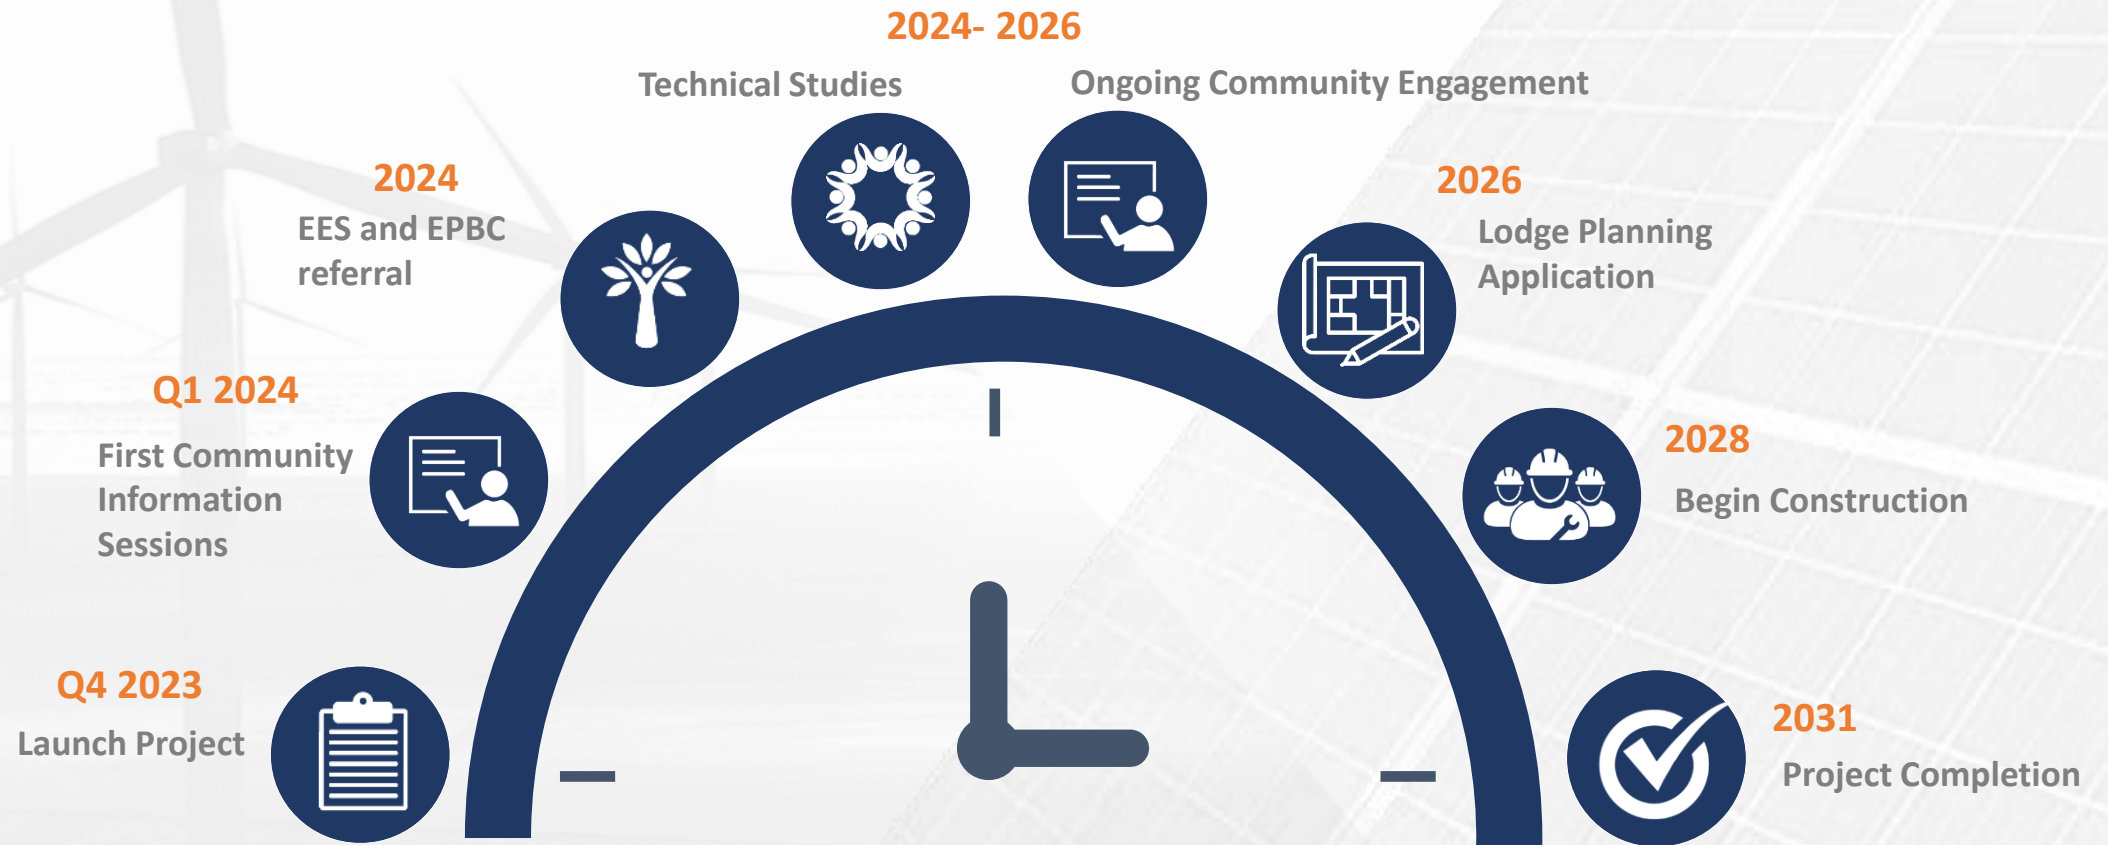 Q4 2023
Launch Project
Q1 2024
First Community
Information
Sessions
2024
EES and EPBC
referral
2024- 2026
Technical Studies
Ongoing Community Engagement
2026
Lodge Planning
Application
2028
Begin Construction
2031
Project Completion